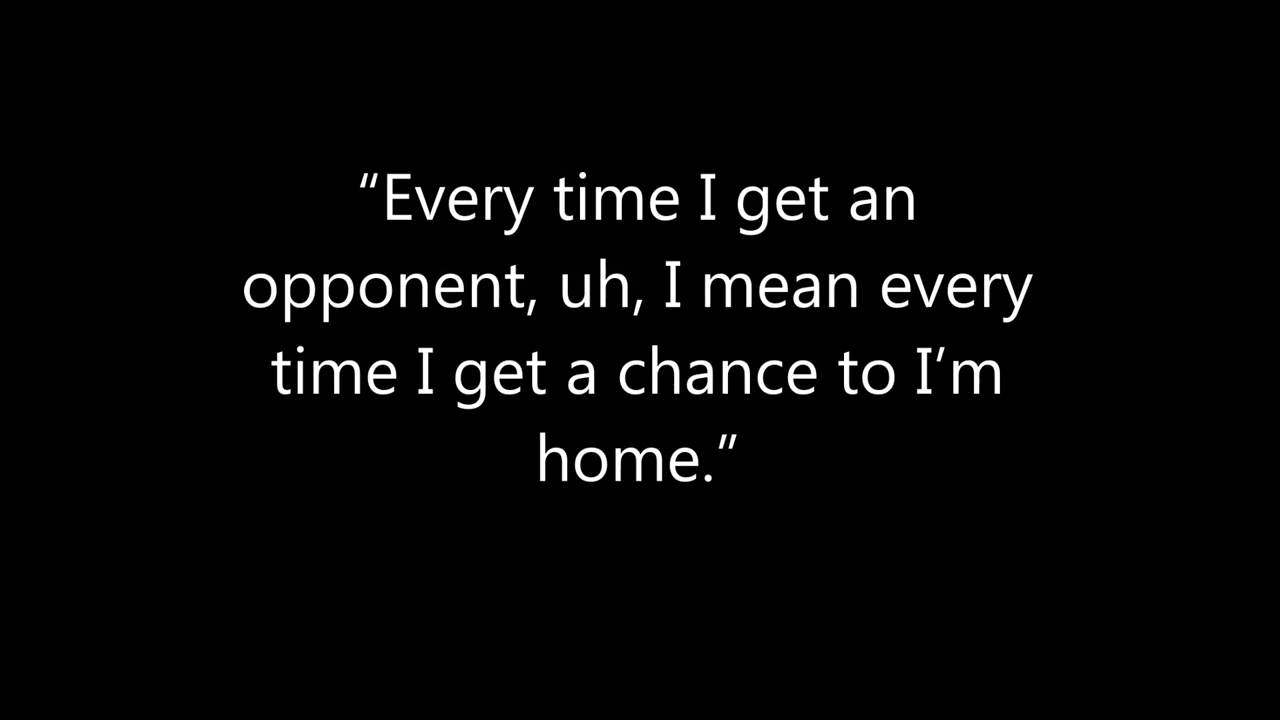 “Every time I get an
opponent, uh, I mean every
time I get a chance to I’m
home.”